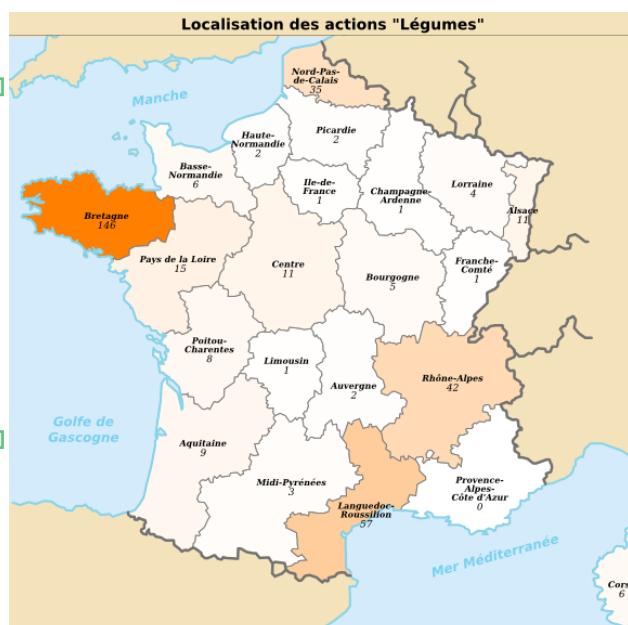 Localisation des actions "Légumes"
Nord-Pas-
de-Calais
35
Manche
Haute-
Normandie
2
Picardie
2
Basse-
Normandie
6
Ile-de-
France
1
Champagne-
Ardenne
1
Lorraine
4
Alsace
11
Bretagne
146
Pays de la Loire
15
Centre
11
Bourgogne
5
Franche-
Comté
1
Poitou-
Charentes
8
Limousin
1
Auvergne
2
Rhône-Alpes
42
Golfe de
Gascogne
Aquitaine
9
Midi-Pyrénées
3
Languedoc-
Roussillon
57
Provence-
Alpes-
Côte d'Azur
0
Mer Méditerranée
Cors
6